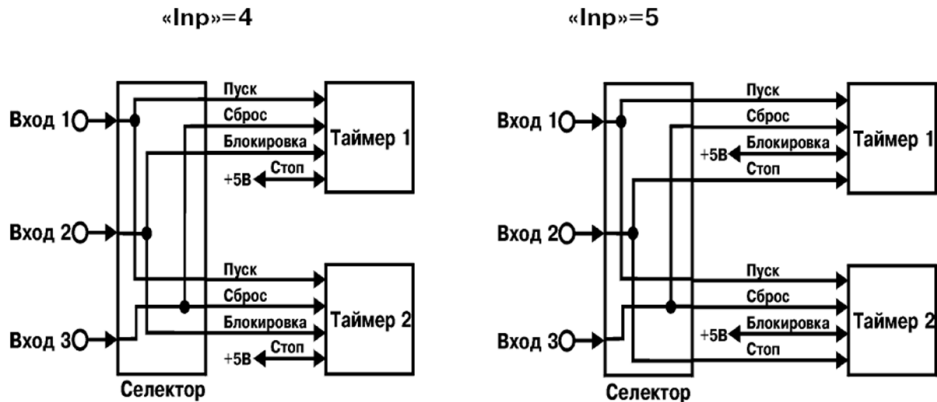 «Inp»=4
Пуск
Вход 1
Сброс
Таймер 1
Блокировка
+5В
Стоп
Вход 2
Пуск
Сброс
Таймер 2
Вход 3
Блокировка
+5В
Стоп
Селектор
«Inp»=5
Пуск
Вход 1
Сброс
Таймер 1
+5В
Блокировка
Стоп
Вход 2
Пуск
Сброс
Таймер 2
Вход 3
+5В
Блокировка
Стоп
Селектор